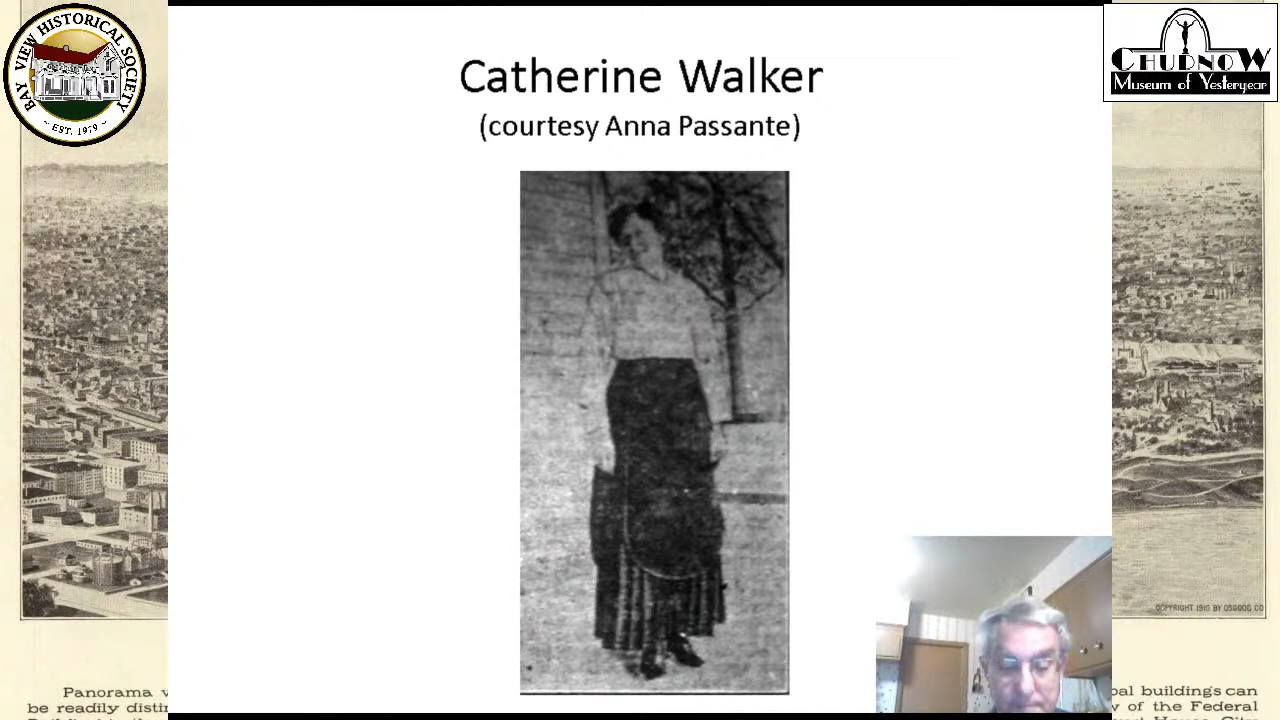 BAY VIEW HISTORICAL SOCIETY
~ EST. 1979 ~
CHUDNOW
Museum of Yesteryear
Catherine Walker
(courtesy Anna Passante)
COPYRIGHT 1910 BY OSGOOD CO
Panorama v
be readily distin
pal buildings can
w of the Federal